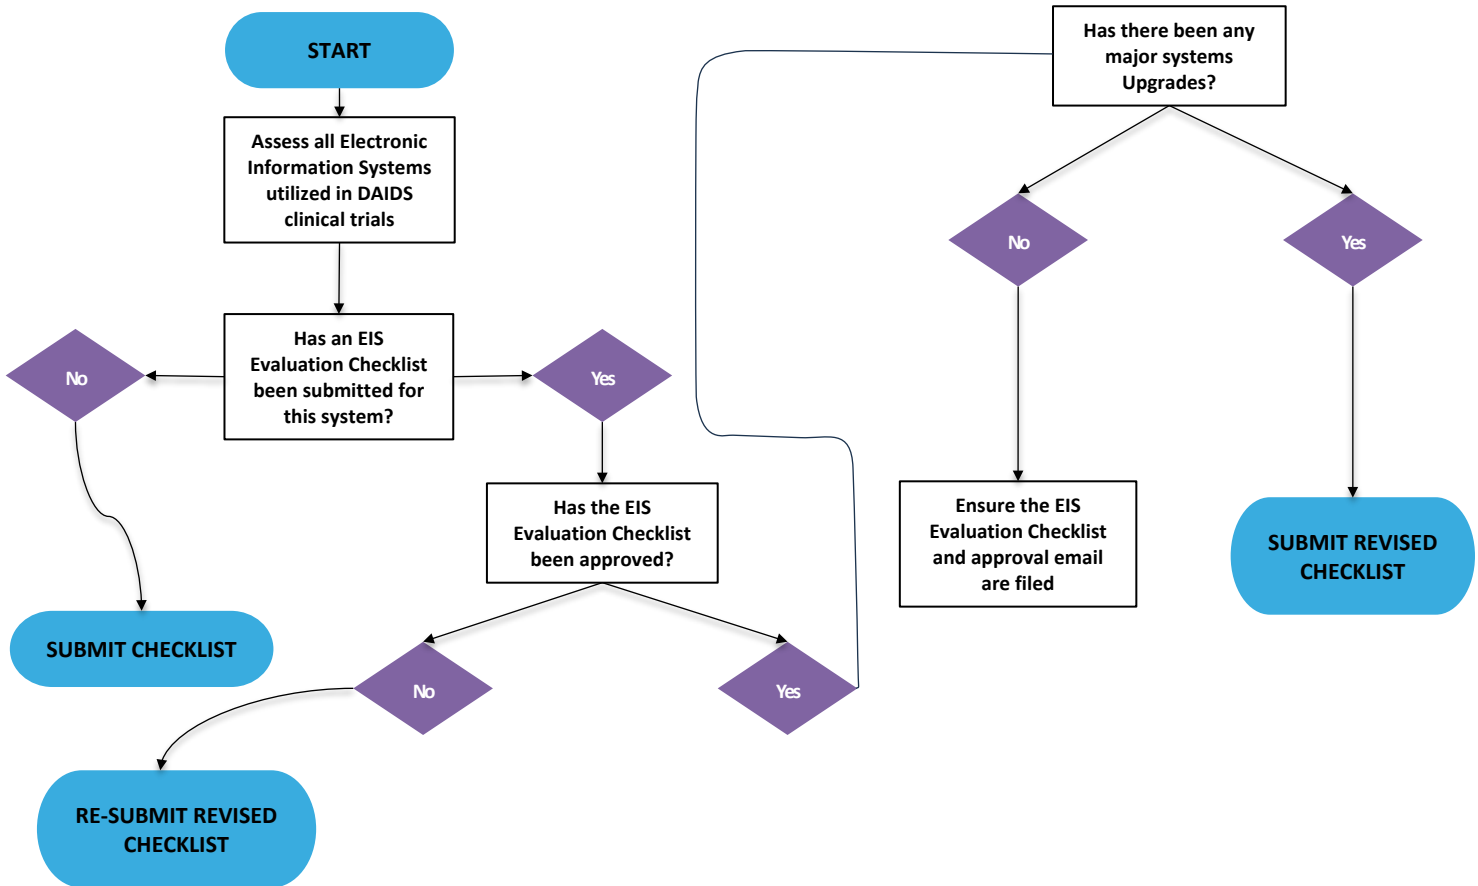 START
Assess all Electronic
Information Systems
utilized in DAIDS
clinical trials
Has an EIS
Evaluation Checklist
been submitted for
this system?
No
Yes
SUBMIT CHECKLIST
Has the EIS
Evaluation Checklist
been approved?
No
Yes
RE-SUBMIT REVISED
CHECKLIST
Has there been any
major systems
Upgrades?
No
Yes
Ensure the EIS
Evaluation Checklist
and approval email
are filed
SUBMIT REVISED
CHECKLIST